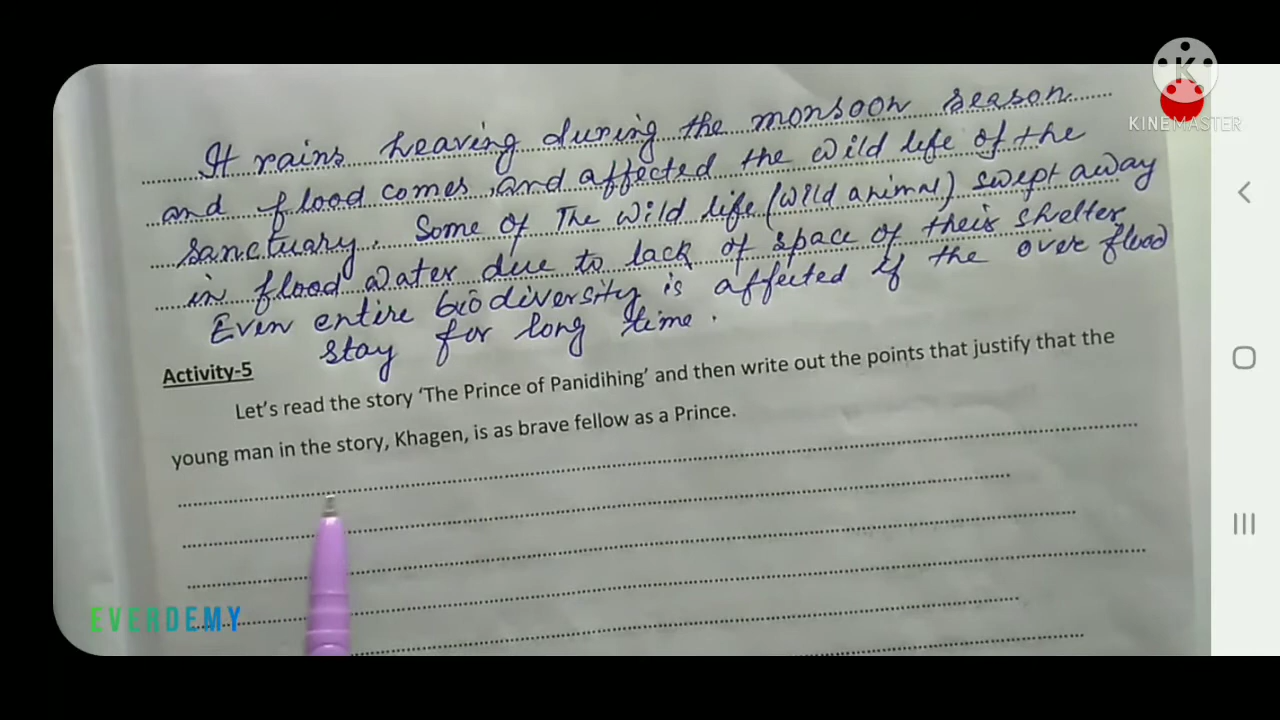 KINEMASTER
It rains heaving during the monsoon season
and flood comes, and affected the wild life of the
sanctuary. Some of The wild life (wild animal) swept away
in flood water due to lack of space of their shelter
Even entire biodiversity is affected if the over flood
stay for long time.
Activity-5
Let's read the story 'The Prince of Panidihing' and then write out the points that justify that the
young man in the story, Khagen, is as brave fellow as a Prince.
EVERDEMY